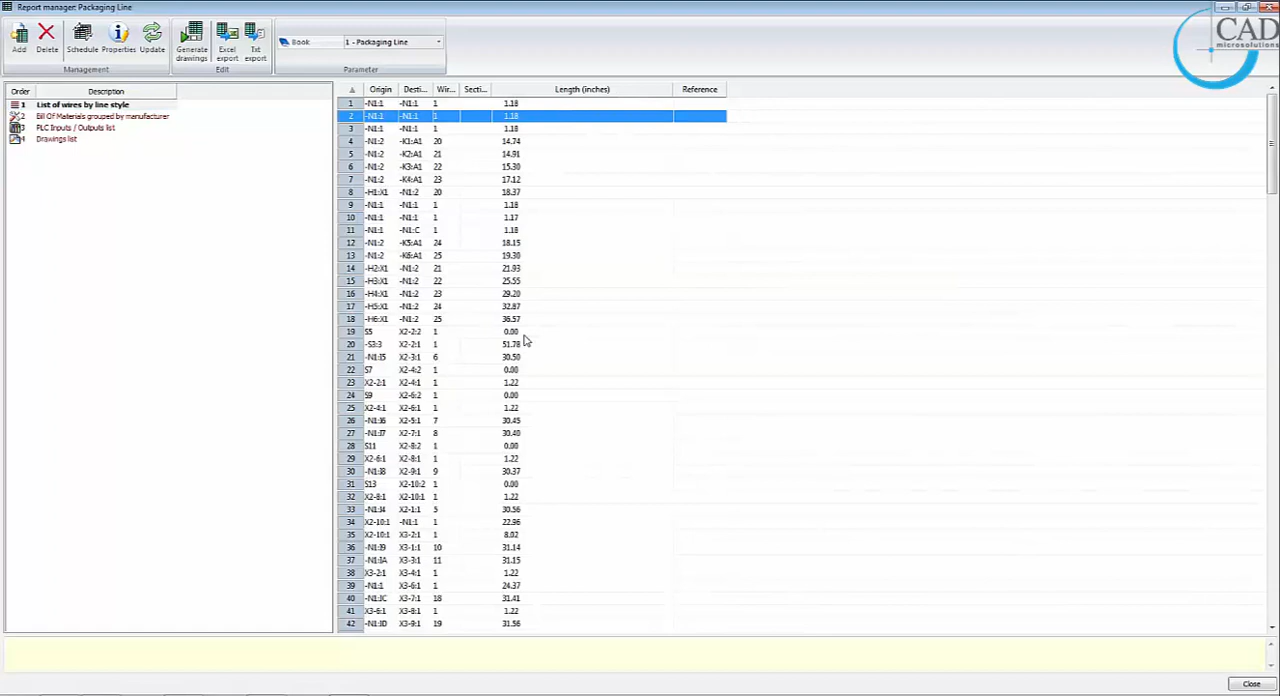 Report manager: Packaging Line
Add
Delete
Schedule
Properties
Update
Generate drawings
Excel export
Txt export
Book
1 - Packaging Line
Management
Edit
Parameter
CAD
microsolutions
Order Description
1 List of wires by line style
2 Bill Of Materials grouped by manufacturer
3 PLC Inputs / Outputs list
4 Drawings list
Origin Desti... Wir... Secti... Length (inches) Reference
1 -N1:1 -N1:1 1 1.18
2 -N1:1 -N1:1 1 1.18
3 -N1:1 -N1:1 1 1.18
4 -N1:2 -K1:A1 20 14.74
5 -N1:2 -K2:A1 21 14.91
6 -N1:2 -K3:A1 22 15.30
7 -N1:2 -K4:A1 23 17.12
8 -H1:X1 -N1:2 20 18.37
9 -N1:1 -N1:1 1 1.18
10 -N1:1 -N1:1 1 1.17
11 -N1:1 -N1:C 1 1.18
12 -N1:2 -K5:A1 24 18.15
13 -N1:2 -K6:A1 25 19.30
14 -H2:X1 -N1:2 21 21.93
15 -H3:X1 -N1:2 22 25.55
16 -H4:X1 -N1:2 23 29.20
17 -H5:X1 -N1:2 24 32.87
18 -H6:X1 -N1:2 25 36.57
19 S5 X2-2:2 1 0.00
20 -S3:3 X2-2:1 1 51.78
21 -N1:I5 X2-3:1 6 30.50
22 S7 X2-4:2 1 0.00
23 X2-2:1 X2-4:1 1 1.22
24 S9 X2-6:2 1 0.00
25 X2-4:1 X2-6:1 1 1.22
26 -N1:I6 X2-5:1 7 30.45
27 -N1:I7 X2-7:1 8 30.40
28 S11 X2-8:2 1 0.00
29 X2-6:1 X2-8:1 1 1.22
30 -N1:I8 X2-9:1 9 30.37
31 S13 X2-10:2 1 0.00
32 X2-8:1 X2-10:1 1 1.22
33 -N1:I4 X2-1:1 5 30.56
34 X2-10:1 -N1:1 1 22.96
35 X2-10:1 X3-2:1 1 8.02
36 -N1:I9 X3-1:1 10 31.14
37 -N1:IA X3-3:1 11 31.15
38 X3-2:1 X3-4:1 1 1.22
39 -N1:1 X3-6:1 1 24.37
40 -N1:IC X3-7:1 18 31.41
41 X3-6:1 X3-8:1 1 1.22
42 -N1:ID X3-9:1 19 31.56
Close